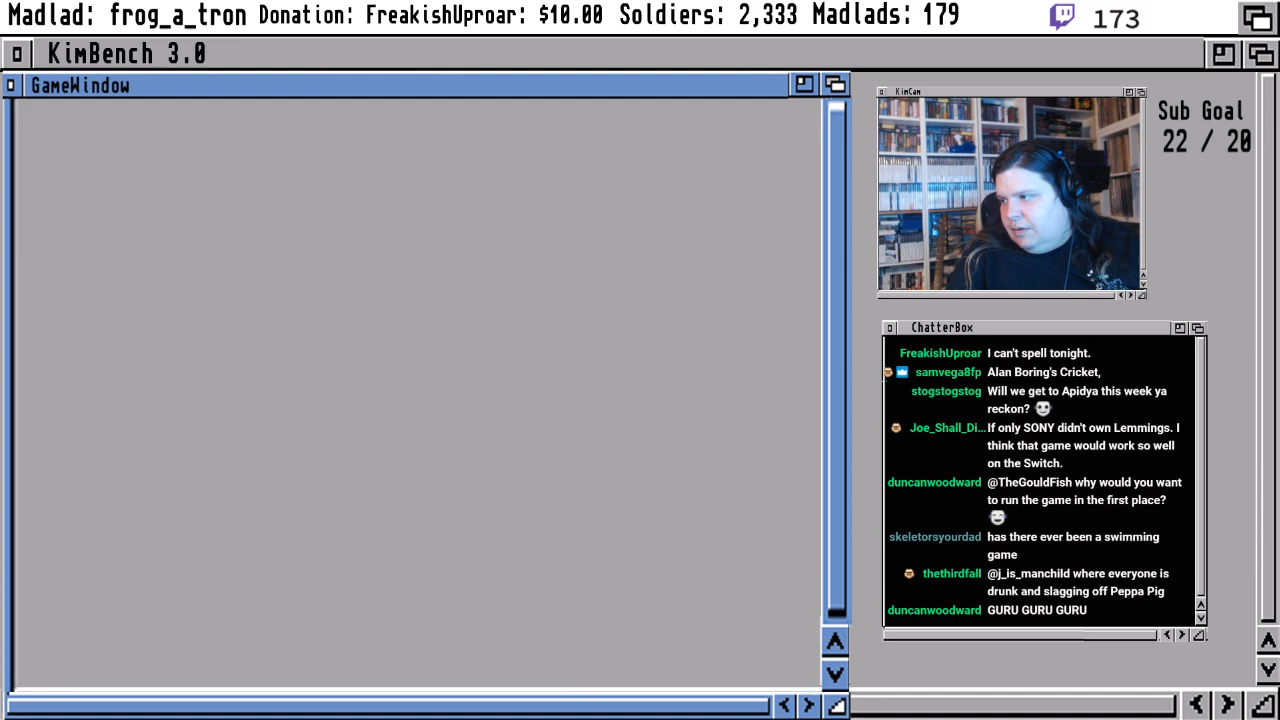 Madlad: frog_a_tron Donation: FreakishUproar: $10.00 Soldiers: 2,333 Madlads: 179 173
KimBench 3.0
GameWindow
KimCam
Sub Goal
22 / 20
ChatterBox
FreakishUproar I can't spell tonight.
samvega8fp Alan Boring's Cricket,
stogstogstog Will we get to Apidya this week ya
reckon?
Joe_Shall_Di... If only SONY didn't own Lemmings. I
think that game would work so well
on the Switch.
duncanwoodward @TheGouldFish why would you want
to run the game in the first place?
skeletorsyourdad has there ever been a swimming
game
thethirdfall @j_is_manchild where everyone is
drunk and slagging off Peppa Pig
duncanwoodward GURU GURU GURU